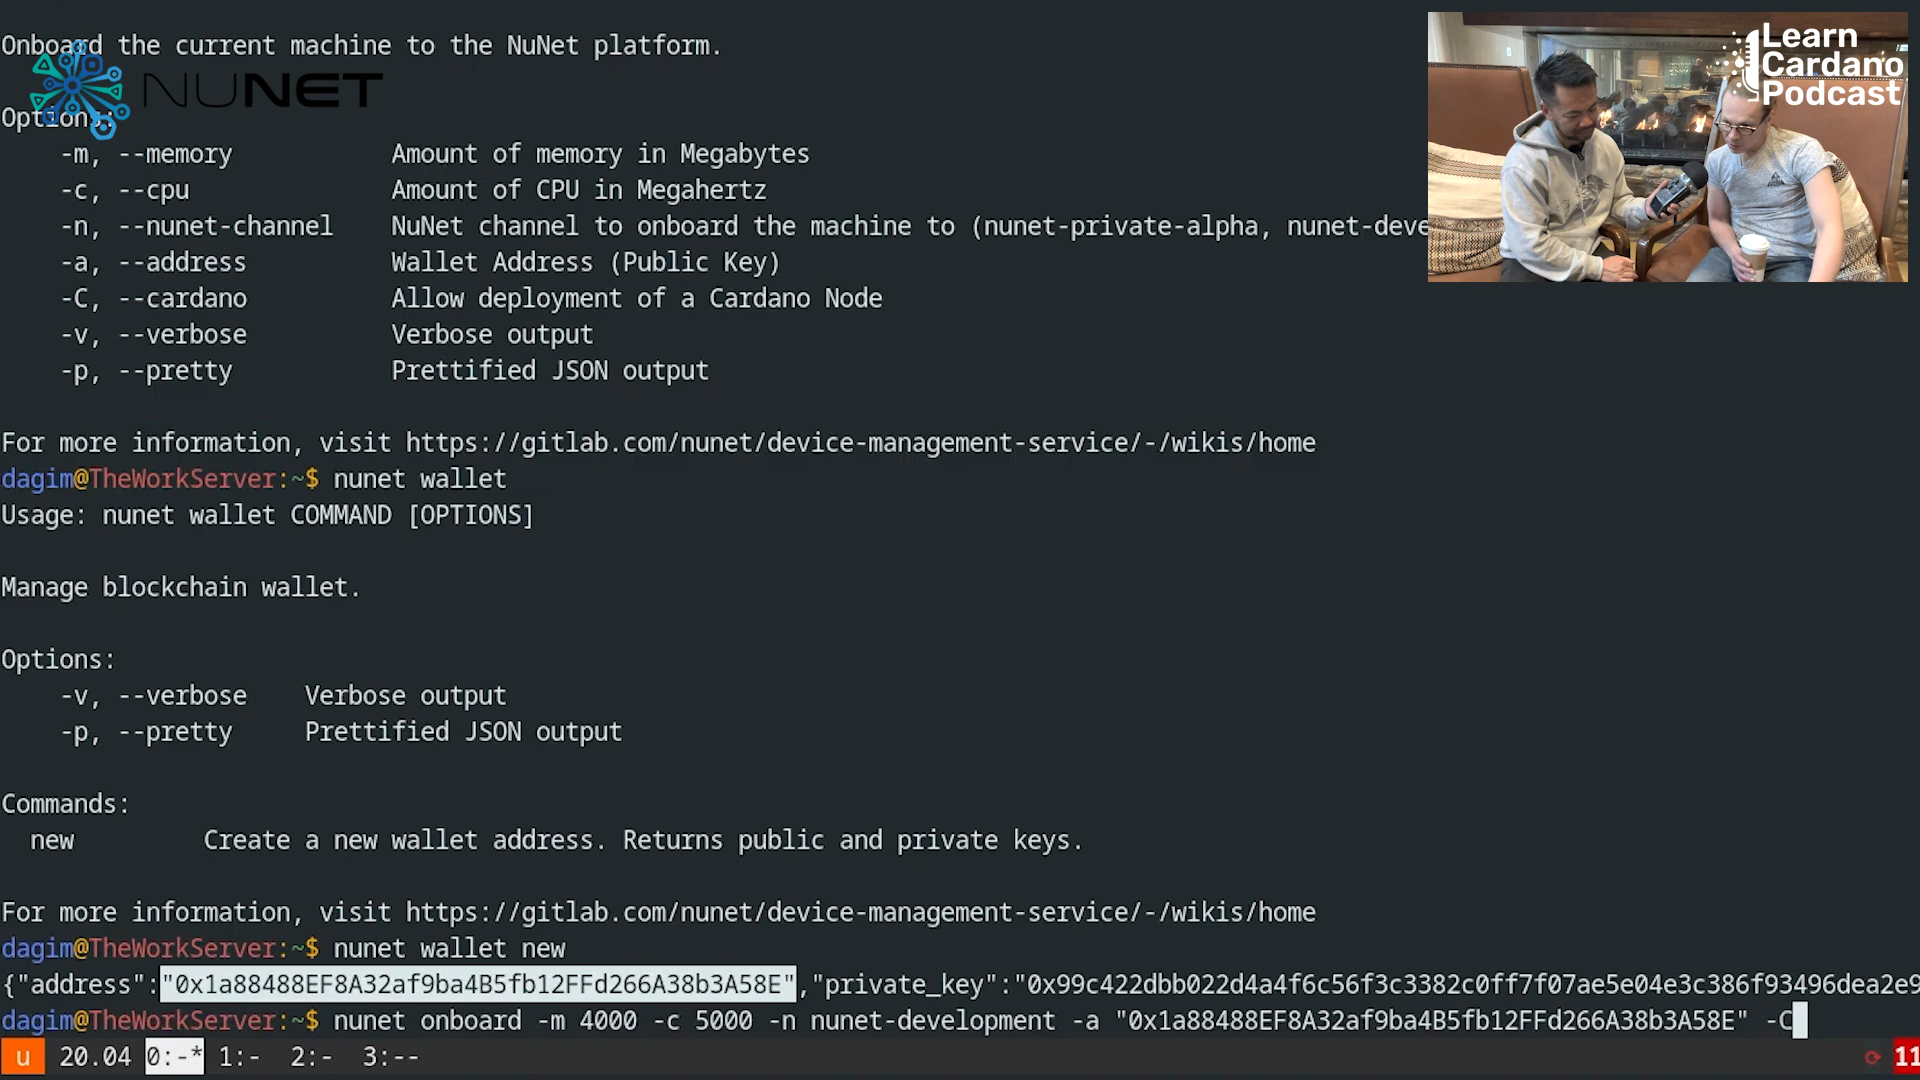 Onboard the current machine to the NuNet platform.
NUNET
Options:
-m, --memory Amount of memory in Megabytes
-c, --cpu Amount of CPU in Megahertz
-n, --nunet-channel NuNet channel to onboard the machine to (nunet-private-alpha, nunet-deve
-a, --address Wallet Address (Public Key)
-C, --cardano Allow deployment of a Cardano Node
-v, --verbose Verbose output
-p, --pretty Prettified JSON output
Learn
Cardano
Podcast
For more information, visit https://gitlab.com/nunet/device-management-service/-/wikis/home
dagim@TheWorkServer:~$ nunet wallet
Usage: nunet wallet COMMAND [OPTIONS]
Manage blockchain wallet.
Options:
-v, --verbose Verbose output
-p, --pretty Prettified JSON output
Commands:
new Create a new wallet address. Returns public and private keys.
For more information, visit https://gitlab.com/nunet/device-management-service/-/wikis/home
dagim@TheWorkServer:~$ nunet wallet new
{"address":"0x1a88488EF8A32af9ba4B5fb12FFd266A38b3A58E","private_key":"0x99c422dbb022d4a4f6c56f3c3382c0ff7f07ae5e04e3c386f93496dea2e9
dagim@TheWorkServer:~$ nunet onboard -m 4000 -c 5000 -n nunet-development -a "0x1a88488EF8A32af9ba4B5fb12FFd266A38b3A58E" -C
u 20.04 0:-* 1:- 2:- 3:-- 11